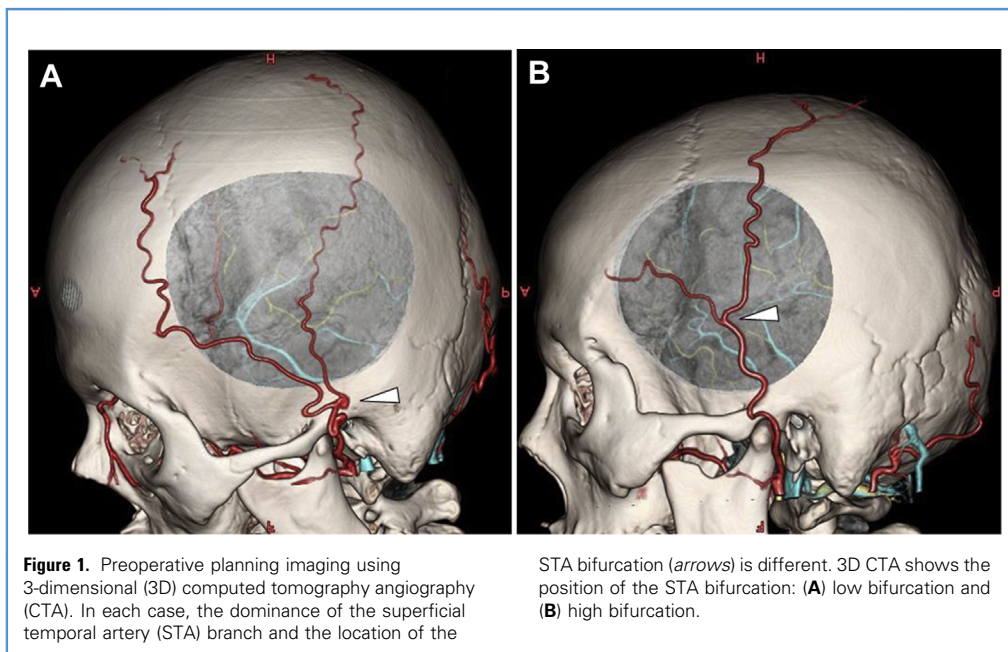 A
B
H
H
A
P
A
P
F
F
Figure 1. Preoperative planning imaging using
3-dimensional (3D) computed tomography angiography
(CTA). In each case, the dominance of the superficial
temporal artery (STA) branch and the location of the
STA bifurcation (arrows) is different. 3D CTA shows the
position of the STA bifurcation: (A) low bifurcation and
(B) high bifurcation.